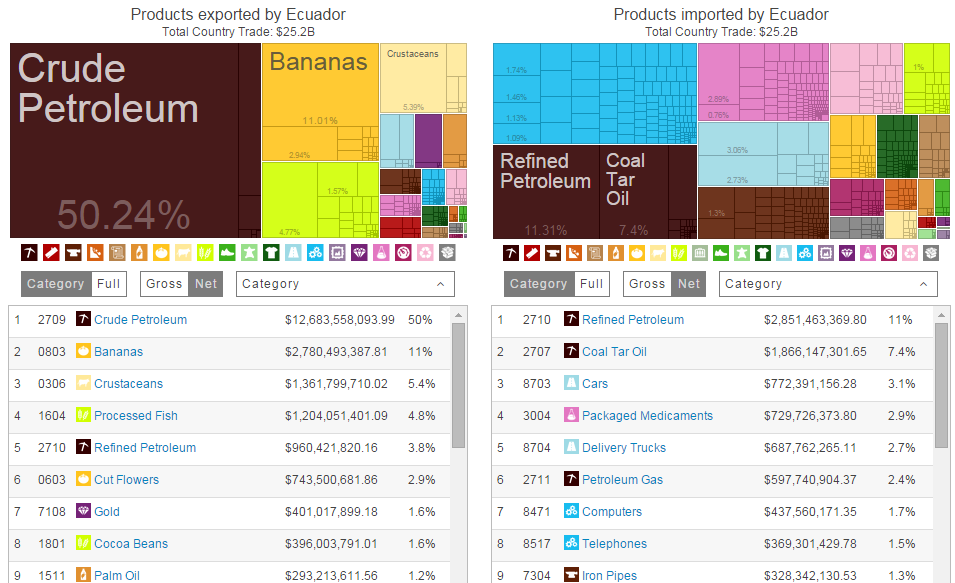 Products exported by Ecuador
Total Country Trade: $25.2B
Crude
Petroleum
50.24%
Bananas
11.01%
2.94%
1.57%
4.77%
Crustaceans
5.39%
Category Full
Gross Net
Category
1 2709 Crude Petroleum $12,683,558,093.99 50%
2 0803 Bananas $2,780,493,387.81 11%
3 0306 Crustaceans $1,361,799,710.02 5.4%
4 1604 Processed Fish $1,204,051,401.09 4.8%
5 2710 Refined Petroleum $960,421,820.16 3.8%
6 0603 Cut Flowers $743,500,681.86 2.9%
7 7108 Gold $401,017,899.18 1.6%
8 1801 Cocoa Beans $396,003,791.01 1.6%
9 1511 Palm Oil $293,213,611.56 1.2%
Products imported by Ecuador
Total Country Trade: $25.2B
1.74%
1.46%
1.13%
1.09%
Refined
Petroleum
11.31%
Coal
Tar
Oil
7.4%
2.89%
0.76%
3.06%
2.73%
1.3%
1%
Category Full
Gross Net
Category
1 2710 Refined Petroleum $2,851,463,369.80 11%
2 2707 Coal Tar Oil $1,866,147,301.65 7.4%
3 8703 Cars $772,391,156.28 3.1%
4 3004 Packaged Medicaments $729,726,373.80 2.9%
5 8704 Delivery Trucks $687,762,265.11 2.7%
6 2711 Petroleum Gas $597,740,904.37 2.4%
7 8471 Computers $437,560,171.35 1.7%
8 8517 Telephones $369,301,429.78 1.5%
9 7304 Iron Pipes $328,342,130.53 1.3%